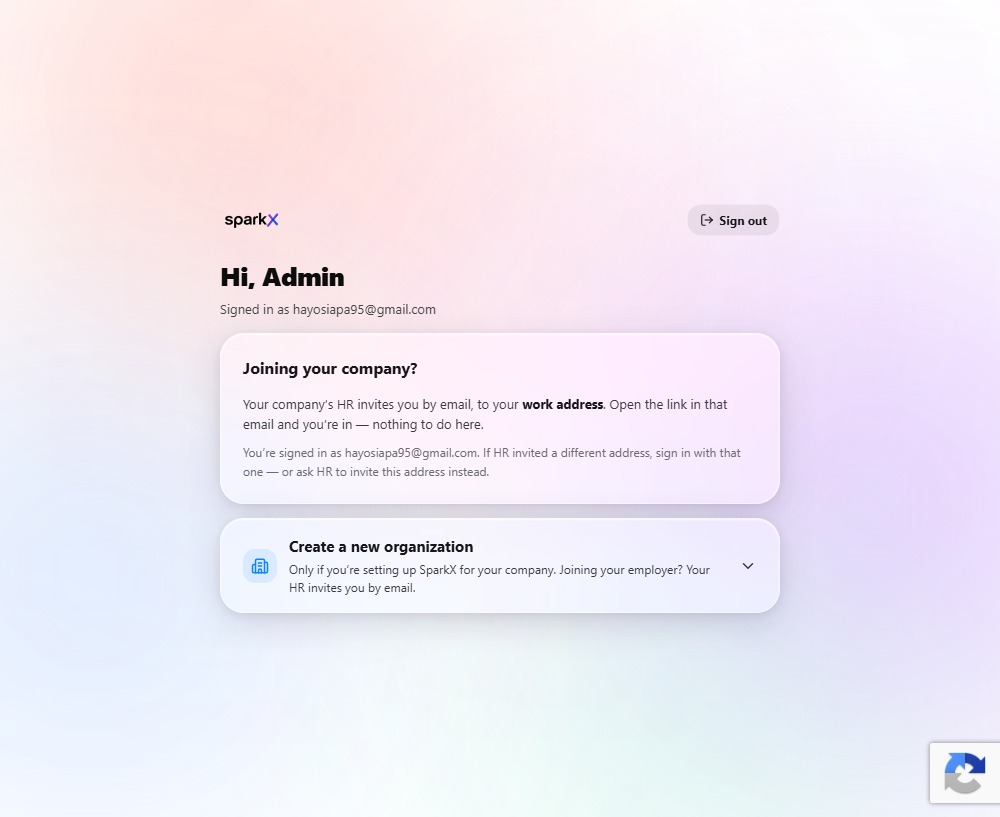 sparkX
Sign out
Hi, Admin
Signed in as hayosiapa95@gmail.com
Joining your company?
Your company's HR invites you by email, to your work address. Open the link in that
email and you're in — nothing to do here.
You're signed in as hayosiapa95@gmail.com. If HR invited a different address, sign in with that
one — or ask HR to invite this address instead.
Create a new organization
Only if you're setting up SparkX for your company. Joining your employer? Your
HR invites you by email.